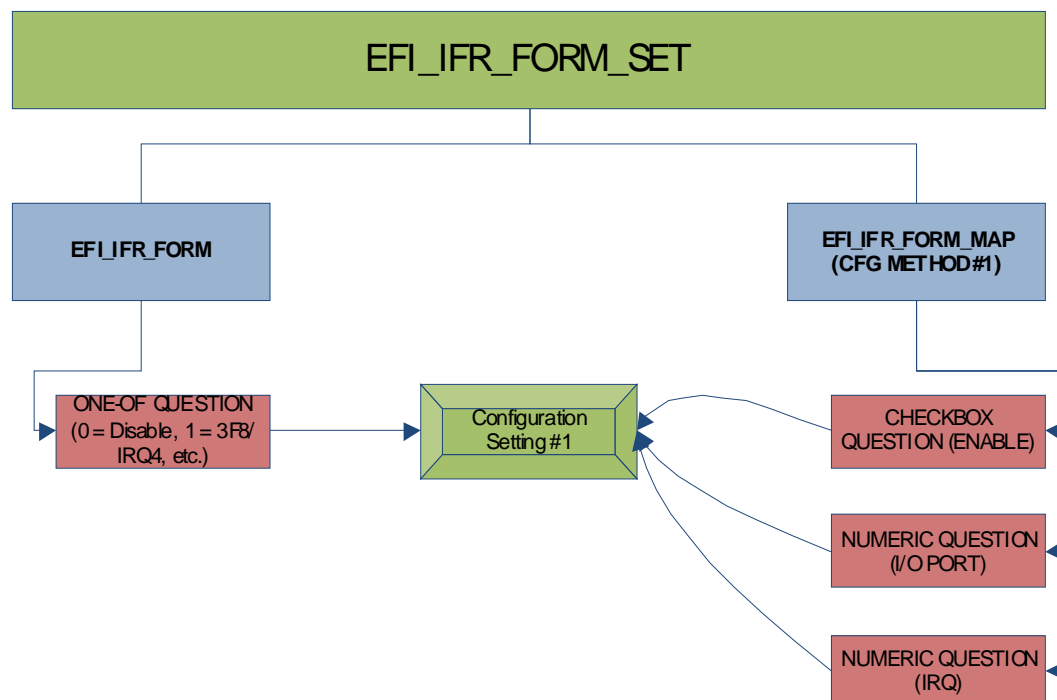 EFI_IFR_FORM_SET
EFI_IFR_FORM
EFI_IFR_FORM_MAP
(CFG METHOD #1)
ONE-OF QUESTION
(0 = Disable, 1 = 3F8/
IRQ4, etc.)
Configuration
Setting #1
CHECKBOX
QUESTION (ENABLE)
NUMERIC QUESTION
(I/O PORT)
NUMERIC QUESTION
(IRQ)